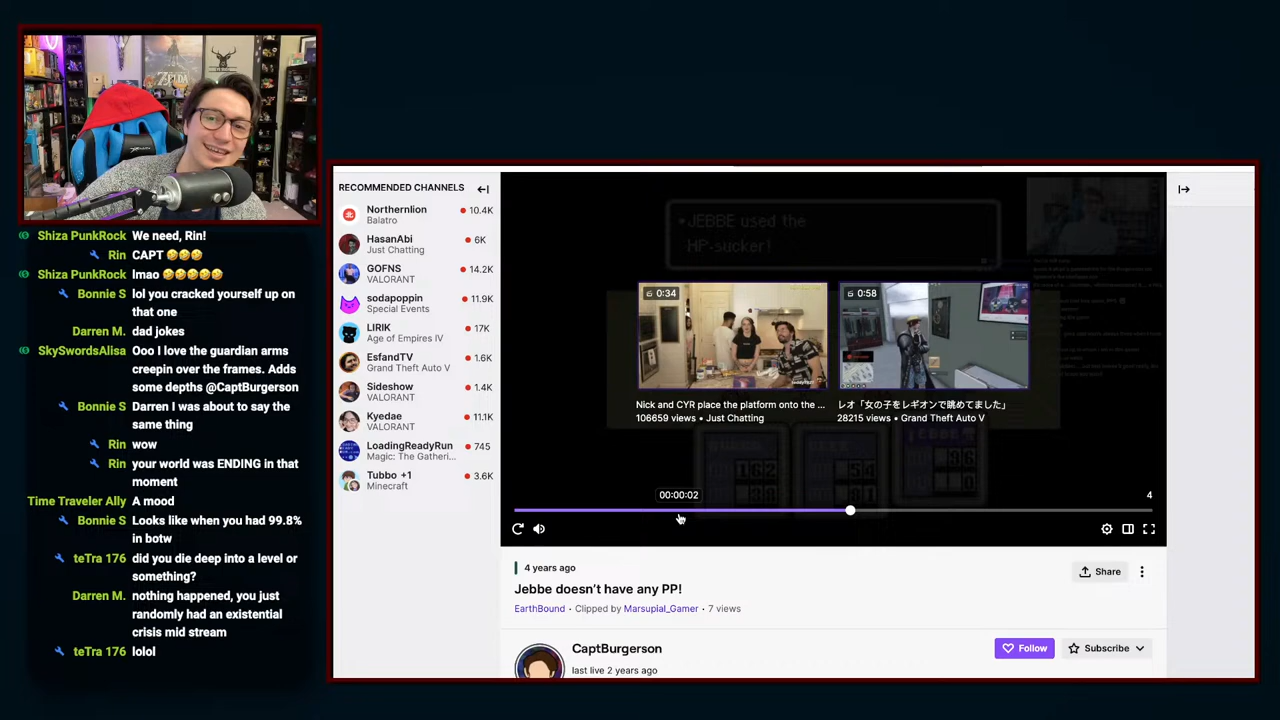 ZELDA
Shiza PunkRock We need, Rin!
Rin CAPT 🤣🤣🤣
Shiza PunkRock lmao 🤣🤣🤣🤣🤣
Bonnie S lol you cracked yourself up on
that one
Darren M. dad jokes
SkySwordsAlisa Ooo I love the guardian arms
creepin over the frames. Adds
some depths @CaptBurgerson
Bonnie S Darren I was about to say the
same thing
Rin wow
Rin your world was ENDING in that
moment
Time Traveler Ally A mood
Bonnie S Looks like when you had 99.8%
in botw
teTra 176 did you die deep into a level or
something?
Darren M. nothing happened, you just
randomly had an existential
crisis mid stream
teTra 176 lolol
RECOMMENDED CHANNELS
Northernlion 10.4K
Balatro
HasanAbi 6K
Just Chatting
GOFNS 14.2K
VALORANT
sodapoppin 11.9K
Special Events
LIRIK 17K
Age of Empires IV
EsfandTV 1.6K
Grand Theft Auto V
Sideshow 1.4K
VALORANT
Kyedae 11.1K
VALORANT
LoadingReadyRun 745
Magic: The Gatheri...
Tubbo +1 3.6K
Minecraft
•JEBBE used the
HP-sucker!
0:34
0:58
Nick and CYR place the platform onto the ...
106659 views • Just Chatting
レオ「女の子をレギオンで眺めてました」
28215 views • Grand Theft Auto V
162
54
36
00:00:02
4
4 years ago
Jebbe doesn't have any PP!
EarthBound · Clipped by Marsupial_Gamer · 7 views
Share
CaptBurgerson
last live 2 years ago
Follow
Subscribe